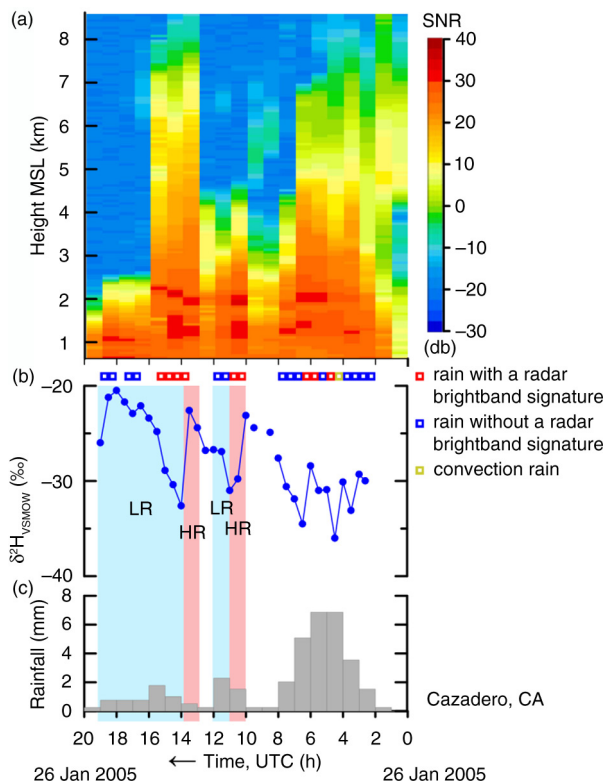 (a)
SNR
8
7
6
5
4
3
2
1
Height MSL (km)
40
30
20
10
0
−10
−20
−30
(db)
(b)
−20
−30
−40
δ²H_VSMOW (‰)
LR
HR
LR
HR
rain with a radar
brightband signature
rain without a radar
brightband signature
convection rain
(c)
8
6
4
2
0
Rainfall (mm)
Cazadero, CA
20 18 16 14 12 10 8 6 4 2 0
← Time, UTC (h)
26 Jan 2005 26 Jan 2005